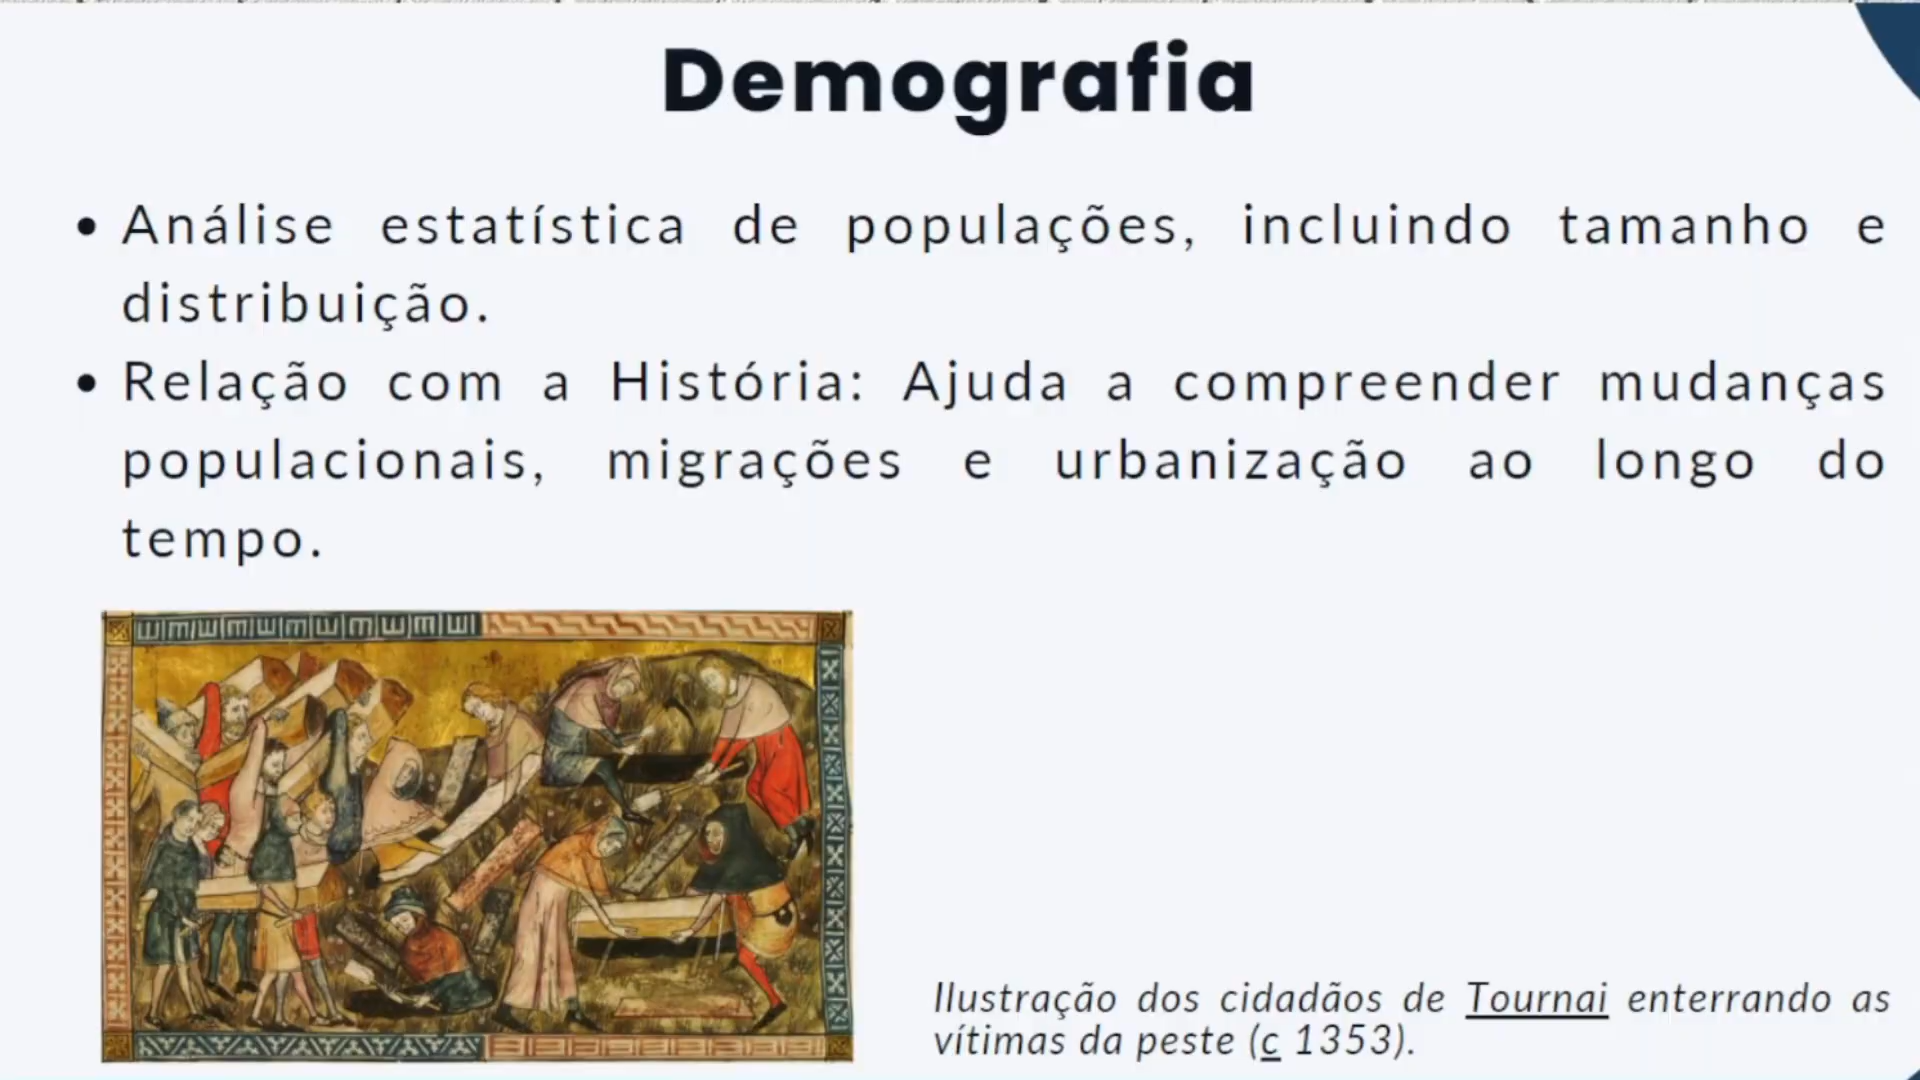 Demografia
• Análise estatística de populações, incluindo tamanho e
distribuição.
• Relação com a História: Ajuda a compreender mudanças
populacionais, migrações e urbanização ao longo do
tempo.
Ilustração dos cidadãos de Tournai enterrando as
vítimas da peste (c 1353).